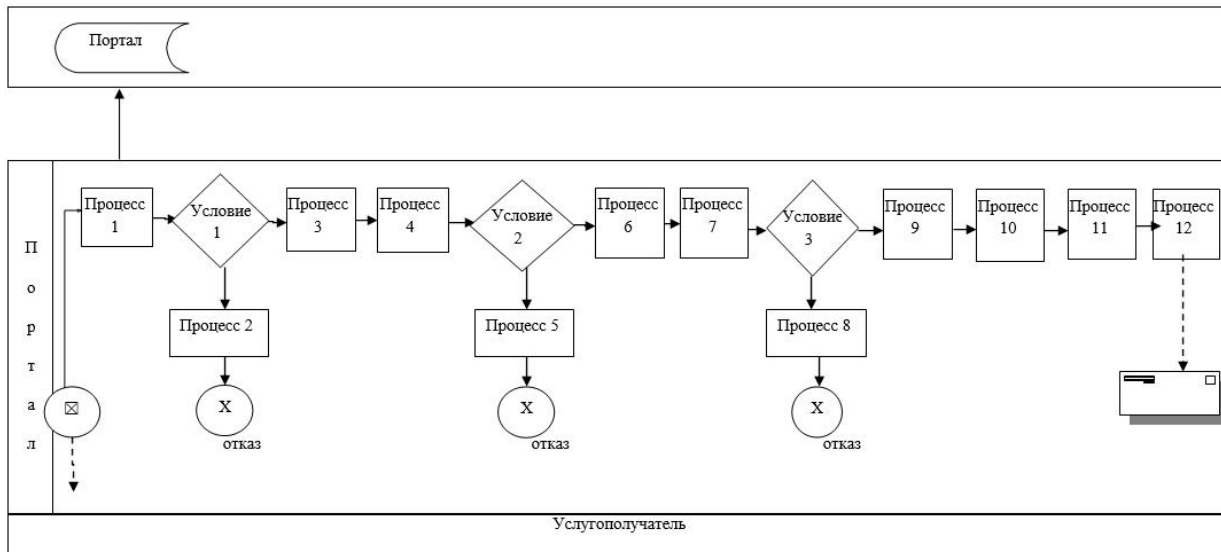 Портал
Процесс
1
Условие
1
Процесс
3
Процесс
4
Условие
2
Процесс
6
Процесс
7
Условие
3
Процесс
9
Процесс
10
Процесс
11
Процесс
12
П
о
р
т
а
л
Процесс 2
Процесс 5
Процесс 8
X
X
X
отказ
отказ
отказ
Услугополучатель